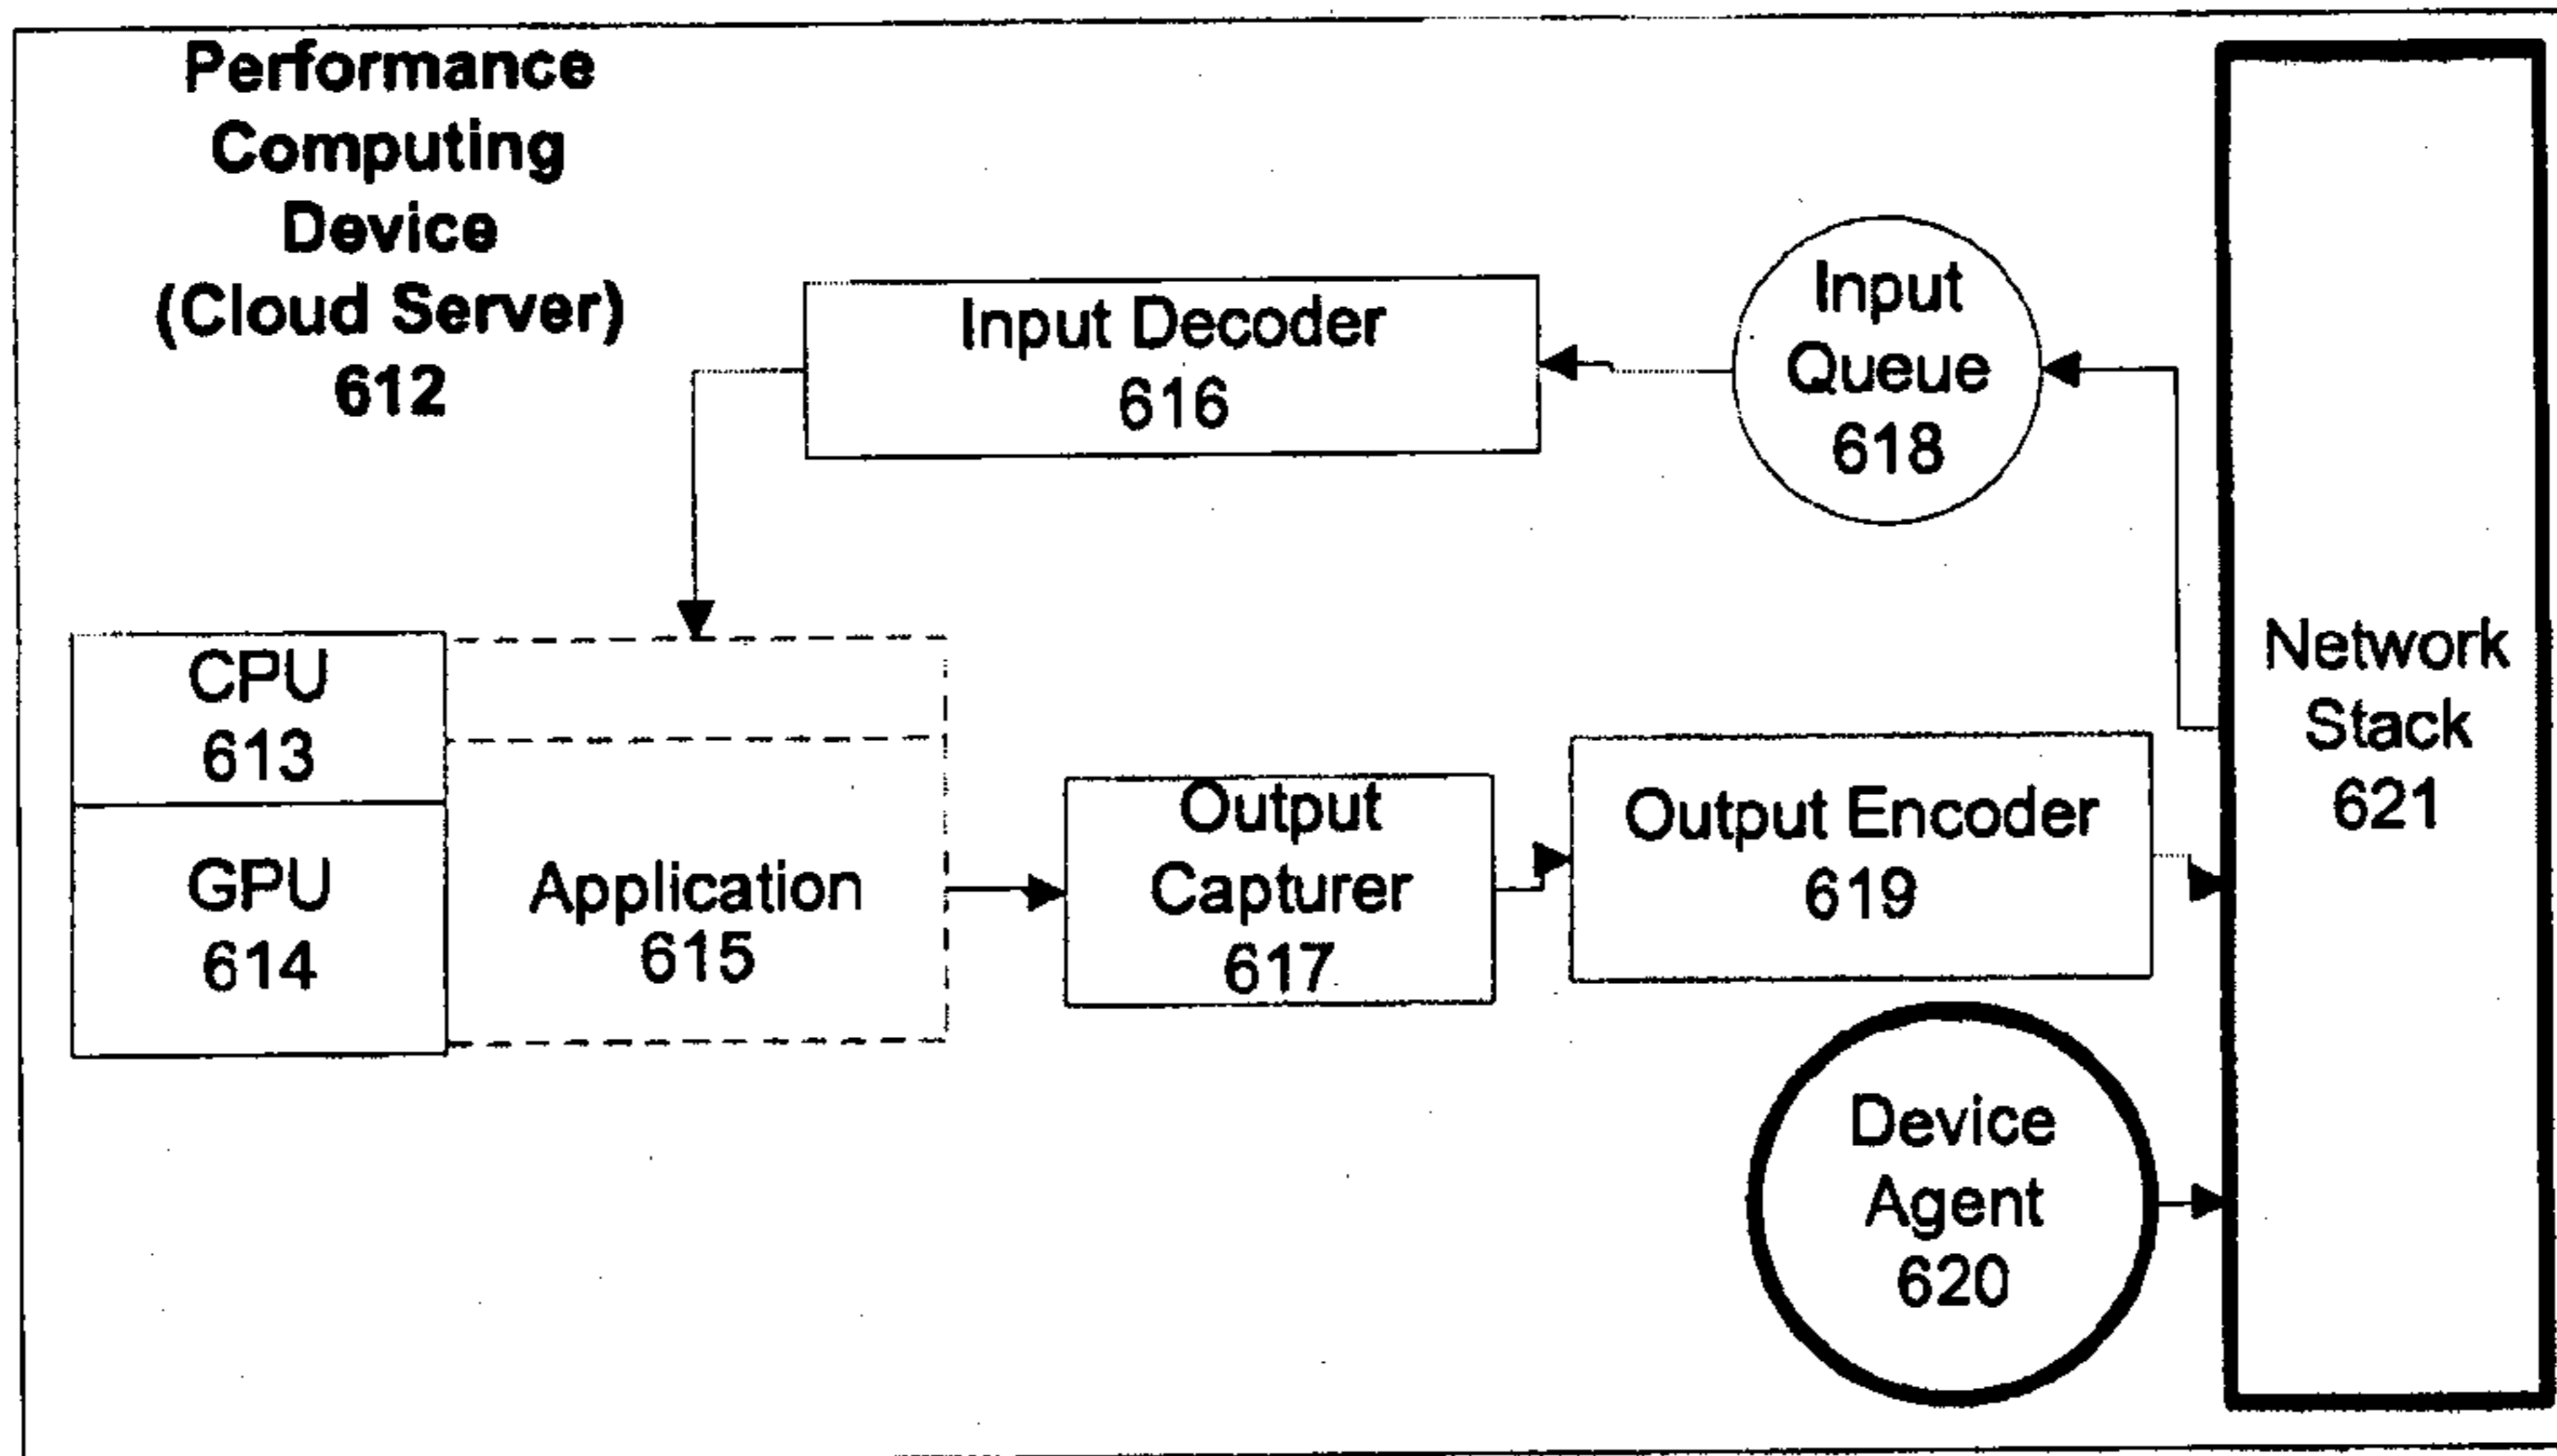 Performance
Computing
Device
(Cloud Server)
612
Input Decoder
616
Input
Queue
618
Network
Stack
621
CPU
613
GPU
614
Application
615
Output
Capturer
617
Output Encoder
619
Device
Agent
620